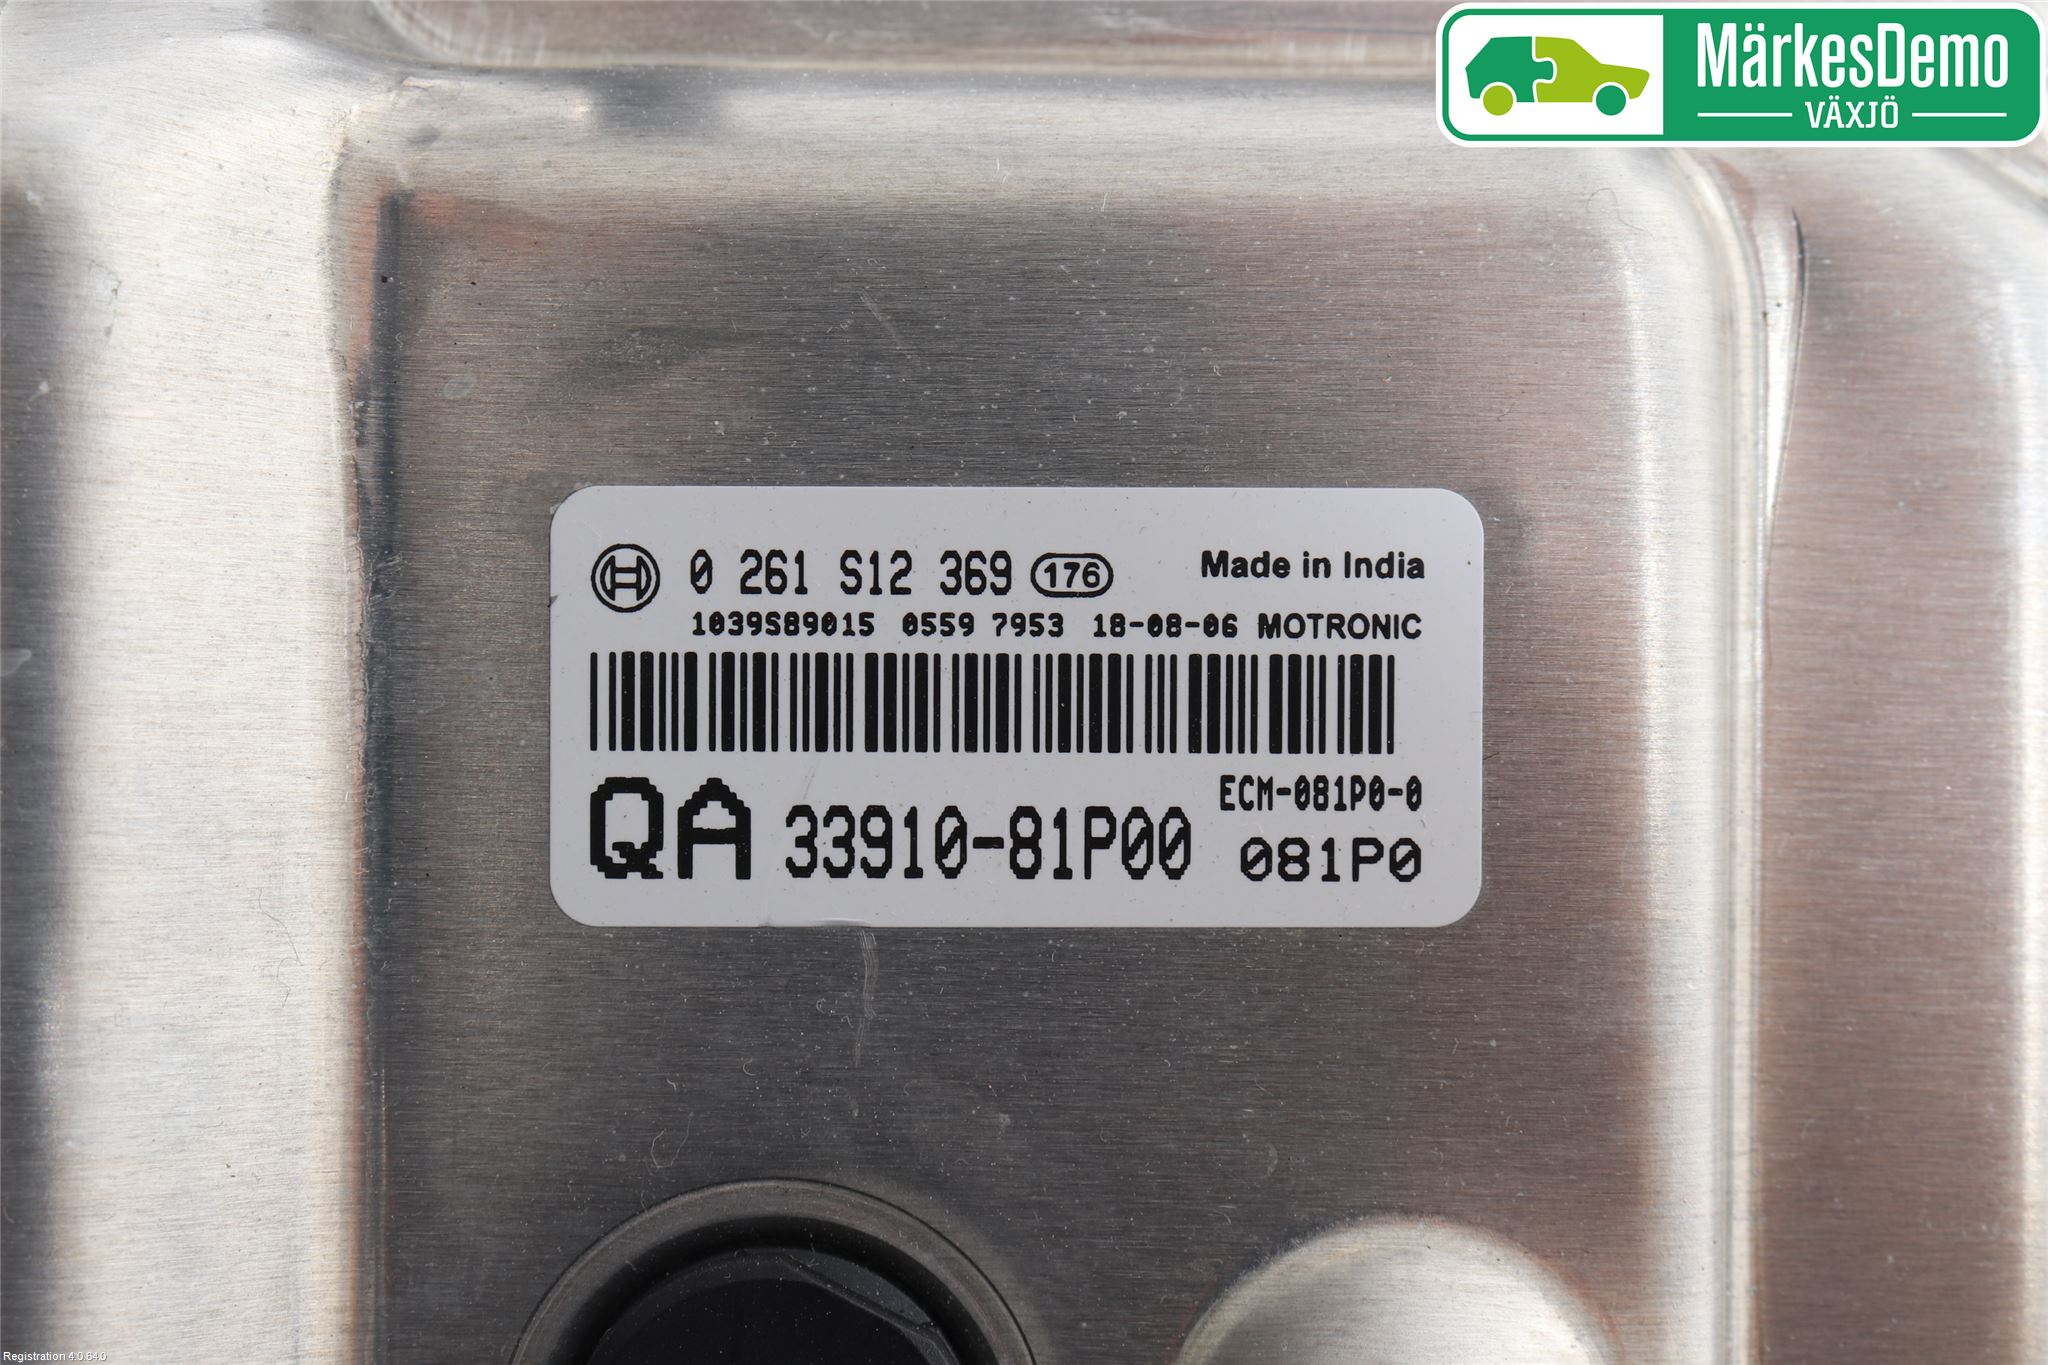 MärkesDemo
VÄXJÖ
0 261 S12 369 176 Made in India
1039S89015 0559 7953 18-08-06 MOTRONIC
ECM-081P0-0
QA 33910-81P00 081P0
Registration 4.0.64.0